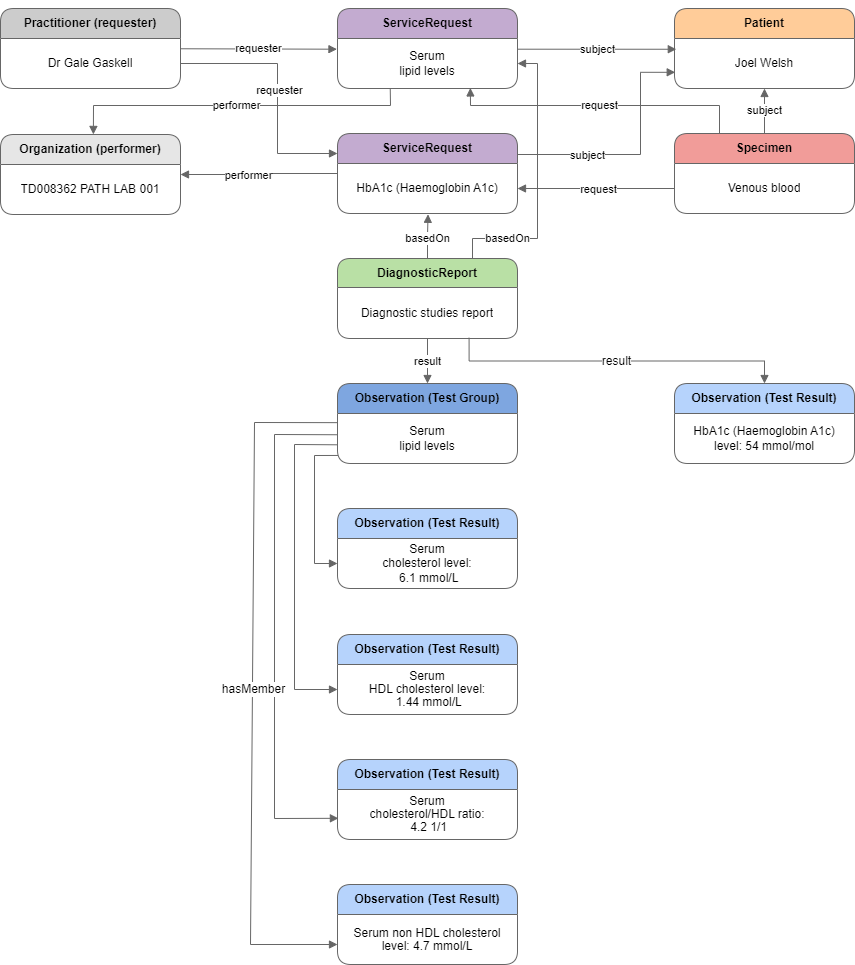 Practitioner (requester)
Dr Gale Gaskell
requester
requester
ServiceRequest
Serum
lipid levels
subject
Patient
Joel Welsh
performer
request
subject
Organization (performer)
TD008362 PATH LAB 001
performer
ServiceRequest
HbA1c (Haemoglobin A1c)
subject
request
Specimen
Venous blood
basedOn
basedOn
DiagnosticReport
Diagnostic studies report
result
result
Observation (Test Group)
Serum
lipid levels
Observation (Test Result)
HbA1c (Haemoglobin A1c)
level: 54 mmol/mol
Observation (Test Result)
Serum
cholesterol level:
6.1 mmol/L
hasMember
Observation (Test Result)
Serum
HDL cholesterol level:
1.44 mmol/L
Observation (Test Result)
Serum
cholesterol/HDL ratio:
4.2 1/1
Observation (Test Result)
Serum non HDL cholesterol
level: 4.7 mmol/L